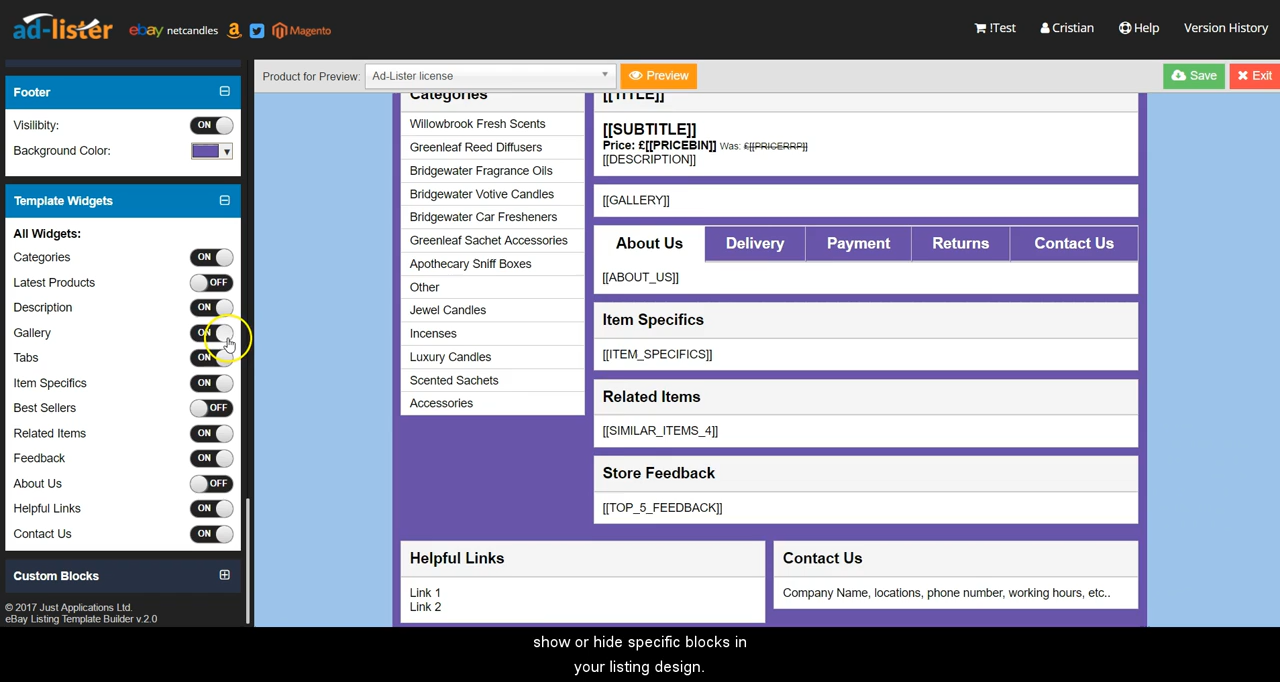 ad-lister ebay netcandles Magento !Test Cristian Help Version History
Product for Preview: Ad-Lister license Preview Save Exit
Footer
Visilibity: ON
Background Color:
Template Widgets
All Widgets:
Categories ON
Latest Products OFF
Description ON
Gallery ON
Tabs ON
Item Specifics ON
Best Sellers OFF
Related Items ON
Feedback ON
About Us OFF
Helpful Links ON
Contact Us ON
Custom Blocks
© 2017 Just Applications Ltd.
eBay Listing Template Builder v.2.0
Categories
Willowbrook Fresh Scents
Greenleaf Reed Diffusers
Bridgewater Fragrance Oils
Bridgewater Votive Candles
Bridgewater Car Fresheners
Greenleaf Sachet Accessories
Apothecary Sniff Boxes
Other
Jewel Candles
Incenses
Luxury Candles
Scented Sachets
Accessories
[[TITLE]]
[[SUBTITLE]]
Price: £[[PRICEBIN]] Was: £[[PRICERRP]]
[[DESCRIPTION]]
[[GALLERY]]
About Us Delivery Payment Returns Contact Us
[[ABOUT_US]]
Item Specifics
[[ITEM_SPECIFICS]]
Related Items
[[SIMILAR_ITEMS_4]]
Store Feedback
[[TOP_5_FEEDBACK]]
Helpful Links
Link 1
Link 2
Contact Us
Company Name, locations, phone number, working hours, etc..
show or hide specific blocks in
your listing design.